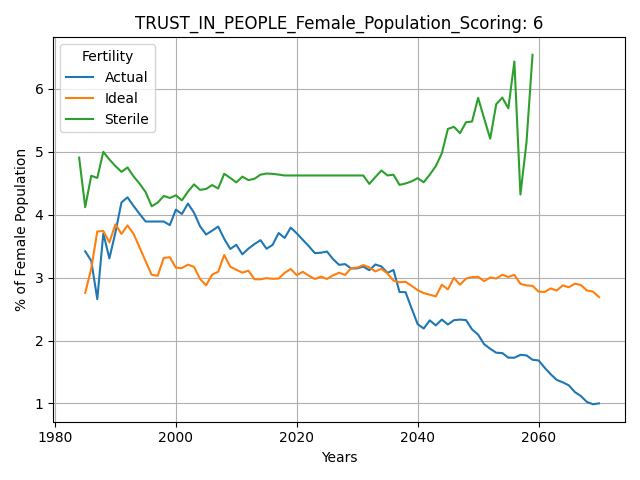 TRUST_IN_PEOPLE_Female_Population_Scoring: 6
Fertility
Actual
Ideal
Sterile
% of Female Population
6
5
4
3
2
1
1980 2000 2020 2040 2060
Years